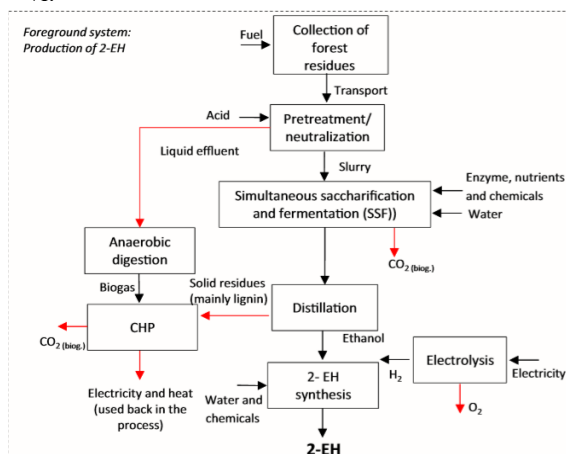 Foreground system:
Production of 2-EH
Fuel
Collection of
forest
residues
Transport
Acid
Pretreatment/
neutralization
Liquid effluent
Slurry
Simultaneous saccharification
and fermentation (SSF))
Enzyme, nutrients
and chemicals
Water
CO2 (biog.)
Anaerobic
digestion
Biogas
Solid residues
(mainly lignin)
Distillation
CHP
CO2 (biog.)
Ethanol
Electrolysis
H2
Electricity
2- EH
synthesis
Electricity and heat
(used back in the
process)
Water and
chemicals
O2
2-EH